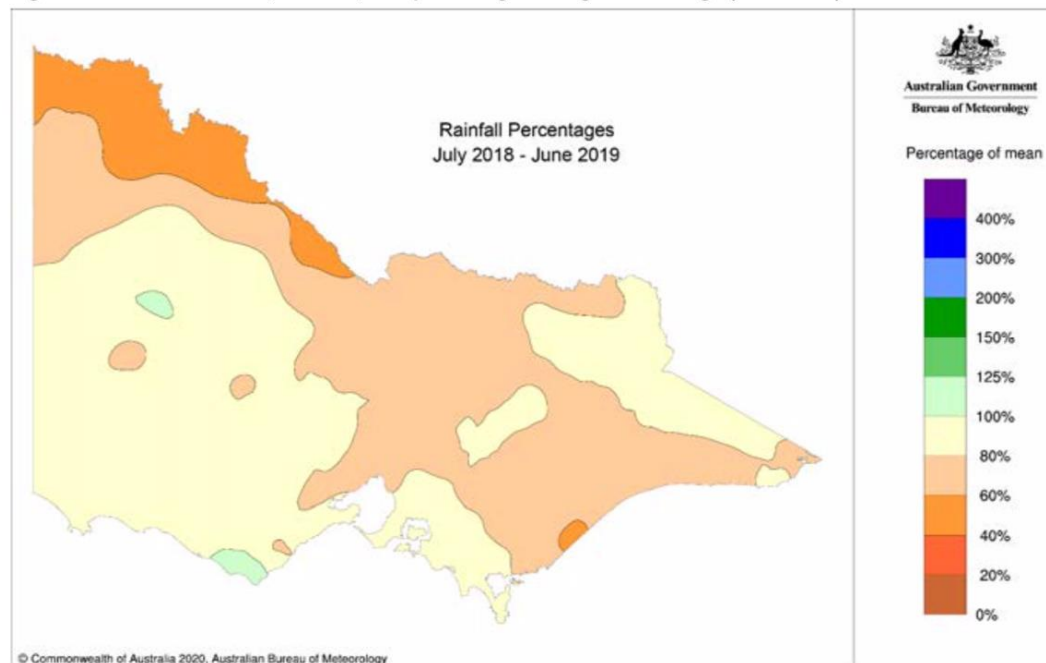 Rainfall Percentages
July 2018 - June 2019
Australian Government
Bureau of Meteorology
Percentage of mean
400%
300%
200%
150%
125%
100%
80%
60%
40%
20%
0%
© Commonwealth of Australia 2020, Australian Bureau of Meteorology